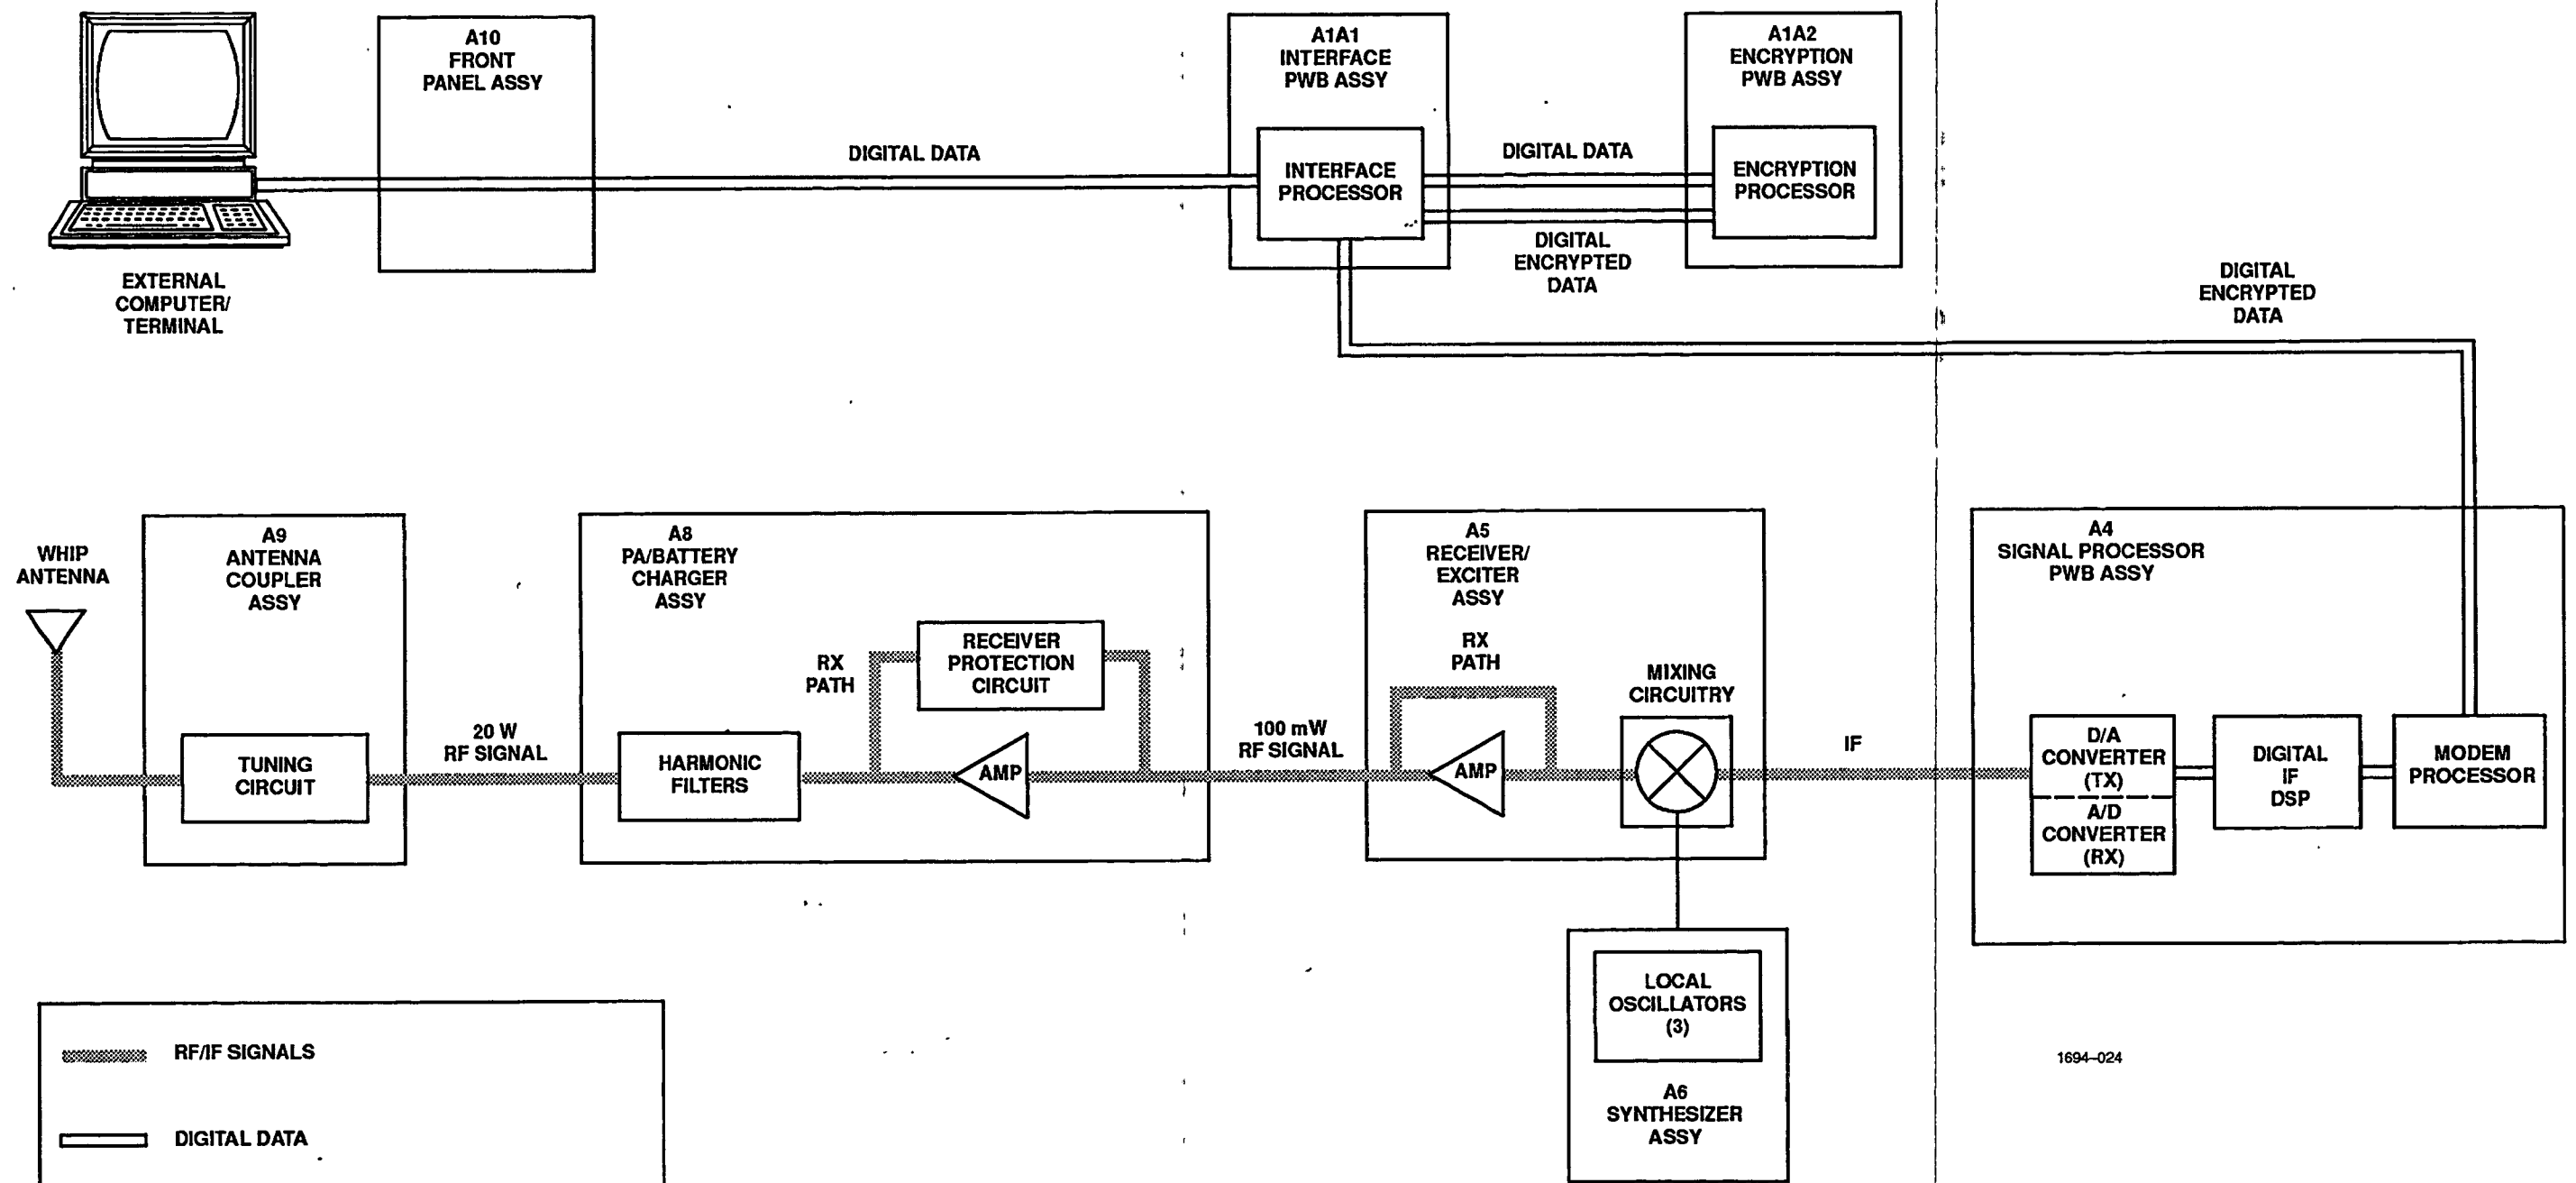 A10
FRONT
PANEL ASSY
A1A1
INTERFACE
PWB ASSY
A1A2
ENCRYPTION
PWB ASSY
DIGITAL DATA
INTERFACE
PROCESSOR
DIGITAL DATA
ENCRYPTION
PROCESSOR
DIGITAL
ENCRYPTED
DATA
EXTERNAL
COMPUTER/
TERMINAL
DIGITAL
ENCRYPTED
DATA
WHIP
ANTENNA
A9
ANTENNA
COUPLER
ASSY
TUNING
CIRCUIT
20 W
RF SIGNAL
A8
PA/BATTERY
CHARGER
ASSY
HARMONIC
FILTERS
RX
PATH
RECEIVER
PROTECTION
CIRCUIT
AMP
100 mW
RF SIGNAL
A5
RECEIVER/
EXCITER
ASSY
RX
PATH
AMP
MIXING
CIRCUITRY
IF
A4
SIGNAL PROCESSOR
PWB ASSY
D/A
CONVERTER
(TX)
A/D
CONVERTER
(RX)
DIGITAL
IF
DSP
MODEM
PROCESSOR
LOCAL
OSCILLATORS
(3)
A6
SYNTHESIZER
ASSY
RF/IF SIGNALS
DIGITAL DATA
1694-024